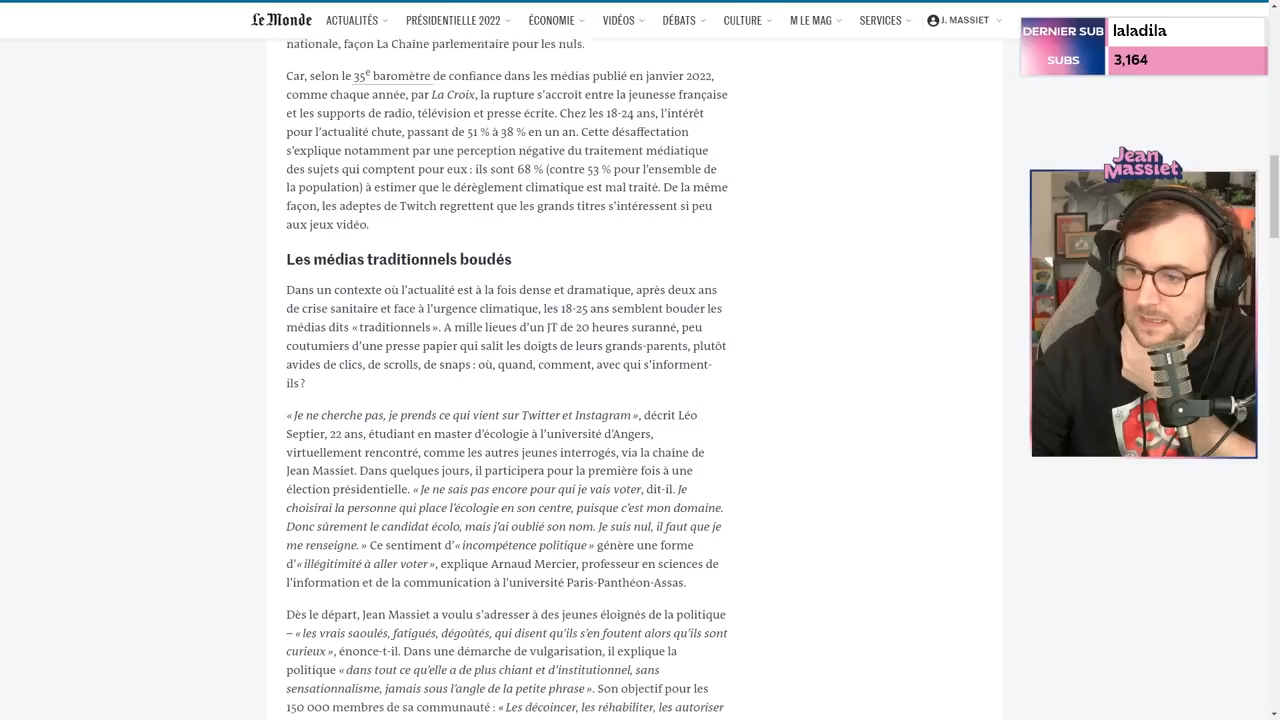 Le Monde
ACTUALITÉS
PRÉSIDENTIELLE 2022
ÉCONOMIE
VIDÉOS
DÉBATS
CULTURE
M LE MAG
SERVICES
J. MASSIET
DERNIER SUB
laladila
SUBS
3,164
Jean
Massiet
nationale, façon La Chaîne parlementaire pour les nuls.
Car, selon le 35e baromètre de confiance dans les médias publié en janvier 2022,
comme chaque année, par La Croix, la rupture s’accroît entre la jeunesse française
et les supports de radio, télévision et presse écrite. Chez les 18-24 ans, l’intérêt
pour l’actualité chute, passant de 51 % à 38 % en un an. Cette désaffection
s’explique notamment par une perception négative du traitement médiatique
des sujets qui comptent pour eux : ils sont 68 % (contre 53 % pour l’ensemble de
la population) à estimer que le dérèglement climatique est mal traité. De la même
façon, les adeptes de Twitch regrettent que les grands titres s’intéressent si peu
aux jeux vidéo.
Les médias traditionnels boudés
Dans un contexte où l’actualité est à la fois dense et dramatique, après deux ans
de crise sanitaire et face à l’urgence climatique, les 18-25 ans semblent bouder les
médias dits « traditionnels ». A mille lieues d’un JT de 20 heures suranné, peu
coutumiers d’une presse papier qui salit les doigts de leurs grands-parents, plutôt
avides de clics, de scrolls, de snaps : où, quand, comment, avec qui s’informent-
ils ?
« Je ne cherche pas, je prends ce qui vient sur Twitter et Instagram », décrit Léo
Septier, 22 ans, étudiant en master d’écologie à l’université d’Angers,
virtuellement rencontré, comme les autres jeunes interrogés, via la chaîne de
Jean Massiet. Dans quelques jours, il participera pour la première fois à une
élection présidentielle. « Je ne sais pas encore pour qui je vais voter, dit-il. Je
choisirai la personne qui place l’écologie en son centre, puisque c’est mon domaine.
Donc sûrement le candidat écolo, mais j’ai oublié son nom. Je suis nul, il faut que je
me renseigne. » Ce sentiment d’« incompétence politique » génère une forme
d’« illégitimité à aller voter », explique Arnaud Mercier, professeur en sciences de
l’information et de la communication à l’université Paris-Panthéon-Assas.
Dès le départ, Jean Massiet a voulu s’adresser à des jeunes éloignés de la politique
– « les vrais saoulés, fatigués, dégoûtés, qui disent qu’ils s’en foutent alors qu’ils sont
curieux », énonce-t-il. Dans une démarche de vulgarisation, il explique la
politique « dans tout ce qu’elle a de plus chiant et d’institutionnel, sans
sensationnalisme, jamais sous l’angle de la petite phrase ». Son objectif pour les
150 000 membres de sa communauté : « Les décoincer, les réhabiliter, les autoriser